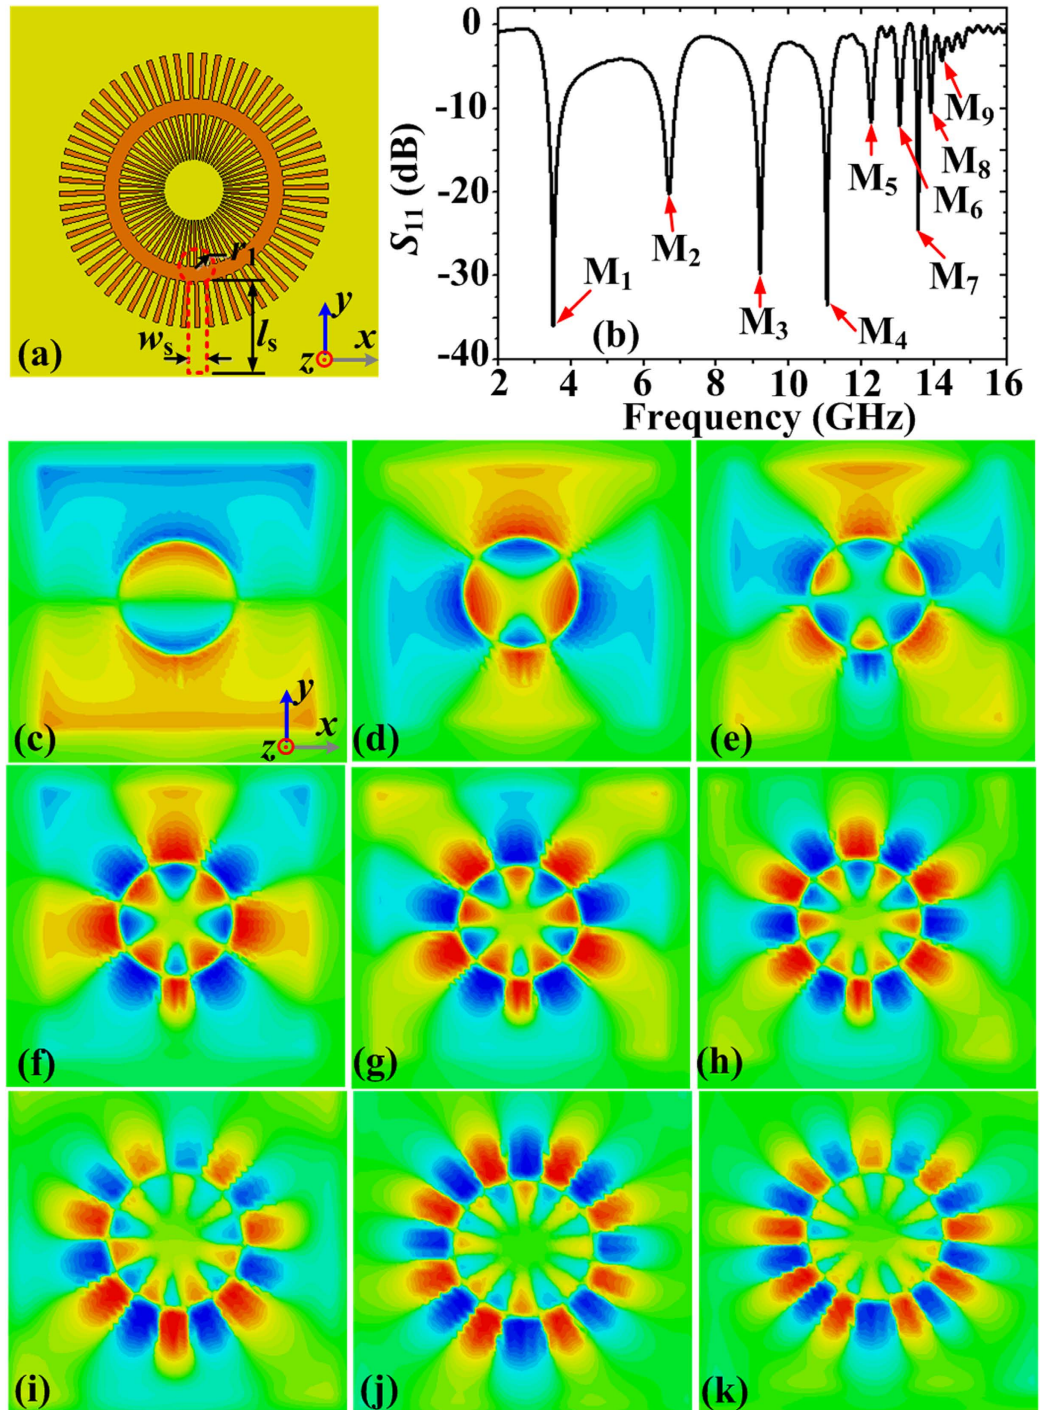 (a)
r1
ws
ls
y
x
z
0
-10
-20
-30
-40
S11 (dB)
M1
M2
M3
M4
M5
M6
M7
M8
M9
(b)
2 4 6 8 10 12 14 16
Frequency (GHz)
(c)
y
x
z
(d)
(e)
(f)
(g)
(h)
(i)
(j)
(k)